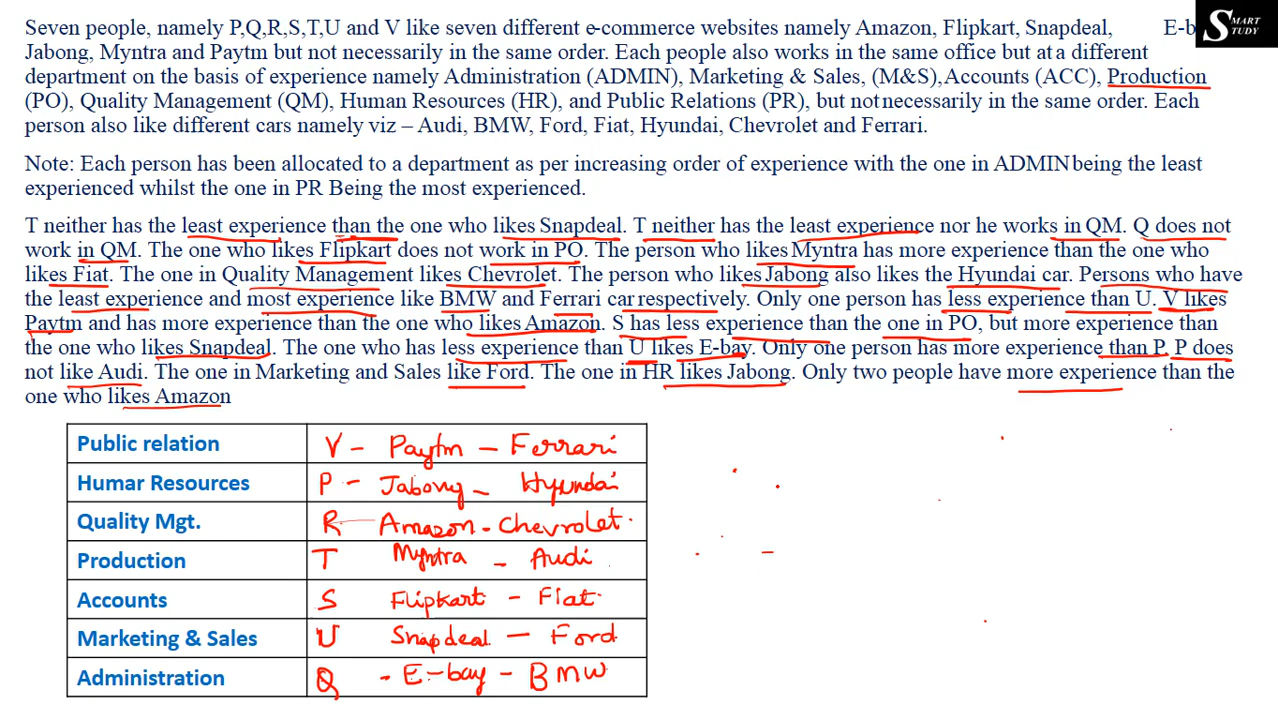 Seven people, namely P,Q,R,S,T,U and V like seven different e-commerce websites namely Amazon, Flipkart, Snapdeal, E-b
SMART STUDY
Jabong, Myntra and Paytm but not necessarily in the same order. Each people also works in the same office but at a different
department on the basis of experience namely Administration (ADMIN), Marketing & Sales, (M&S),Accounts (ACC), Production
(PO), Quality Management (QM), Human Resources (HR), and Public Relations (PR), but not necessarily in the same order. Each
person also like different cars namely viz – Audi, BMW, Ford, Fiat, Hyundai, Chevrolet and Ferrari.
Note: Each person has been allocated to a department as per increasing order of experience with the one in ADMIN being the least
experienced whilst the one in PR Being the most experienced.
T neither has the least experience than the one who likes Snapdeal. T neither has the least experience nor he works in QM. Q does not
work in QM. The one who likes Flipkart does not work in PO. The person who likes Myntra has more experience than the one who
likes Fiat. The one in Quality Management likes Chevrolet. The person who likes Jabong also likes the Hyundai car. Persons who have
the least experience and most experience like BMW and Ferrari car respectively. Only one person has less experience than U. V likes
Paytm and has more experience than the one who likes Amazon. S has less experience than the one in PO, but more experience than
the one who likes Snapdeal. The one who has less experience than U likes E-bay. Only one person has more experience than P. P does
not like Audi. The one in Marketing and Sales like Ford. The one in HR likes Jabong. Only two people have more experience than the
one who likes Amazon
Public relation V – Paytm – Ferrari
Humar Resources P – Jabong – Hyundai
Quality Mgt. R – Amazon - Chevrolet.
Production T Myntra – Audi
Accounts S Flipkart – Fiat
Marketing & Sales U Snapdeal – Ford
Administration Q - E-bay – BMW